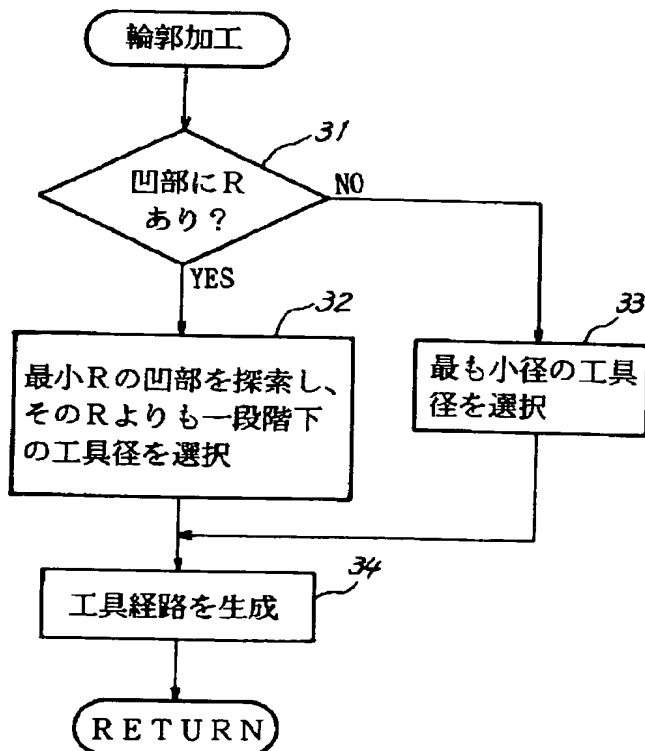 輪郭加工
31
凹部にR
あり？
NO
YES
32
最小Rの凹部を探索し、
そのRよりも一段階下
の工具径を選択
33
最も小径の工具
径を選択
34
工具経路を生成
RETURN